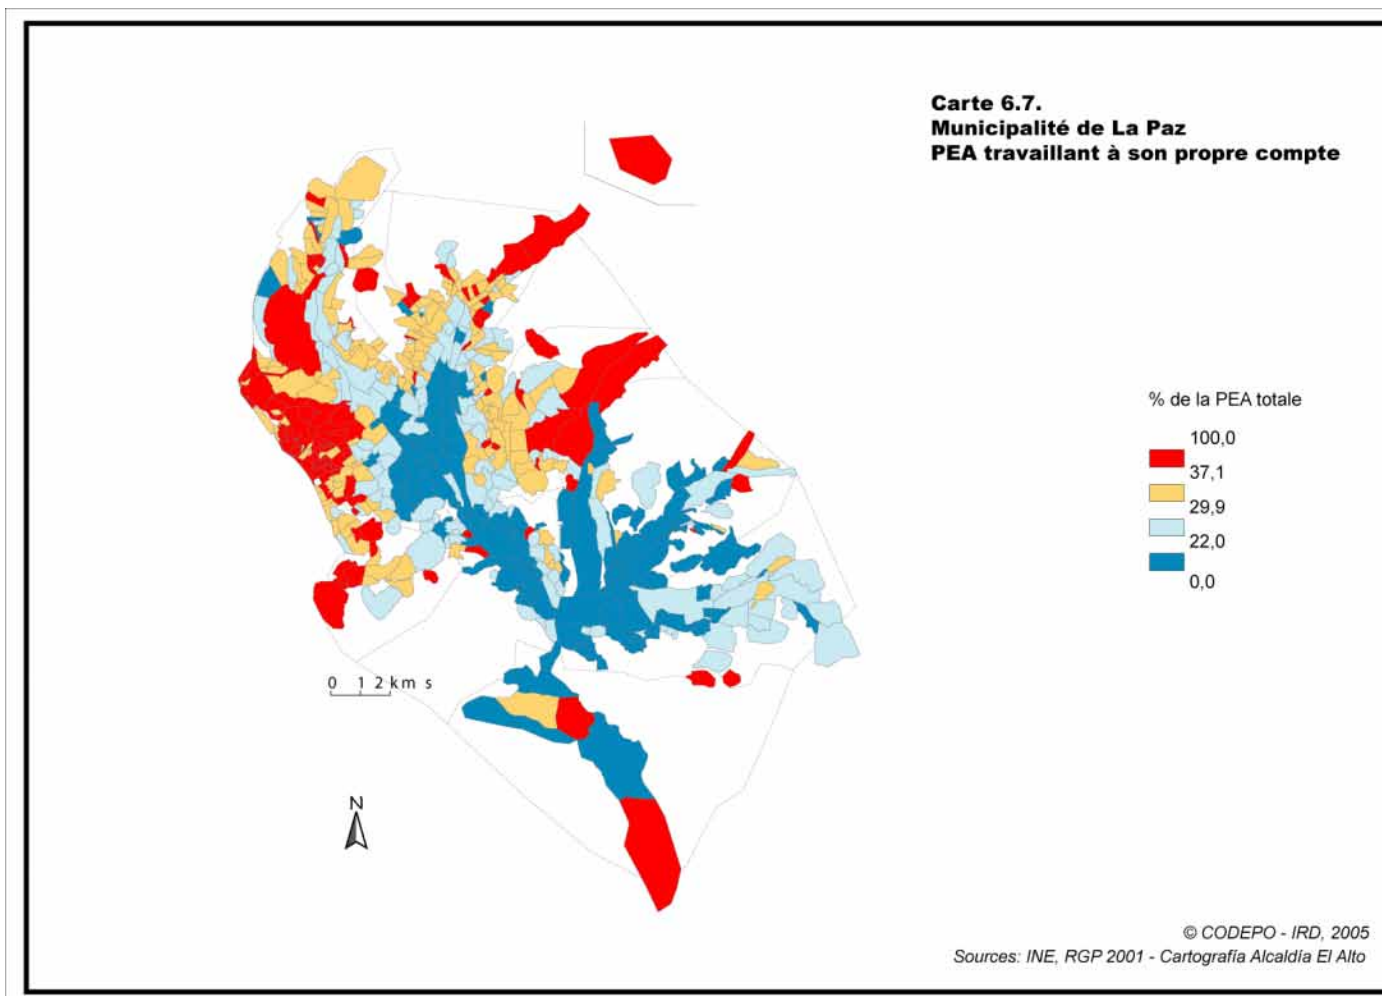 Carte 6.7.
Municipalité de La Paz
PEA travaillant à son propre compte
% de la PEA totale
100,0
37,1
29,9
22,0
0,0
0 1 2 km s
N
© CODEPO - IRD, 2005
Sources: INE, RGP 2001 - Cartografía Alcaldía El Alto